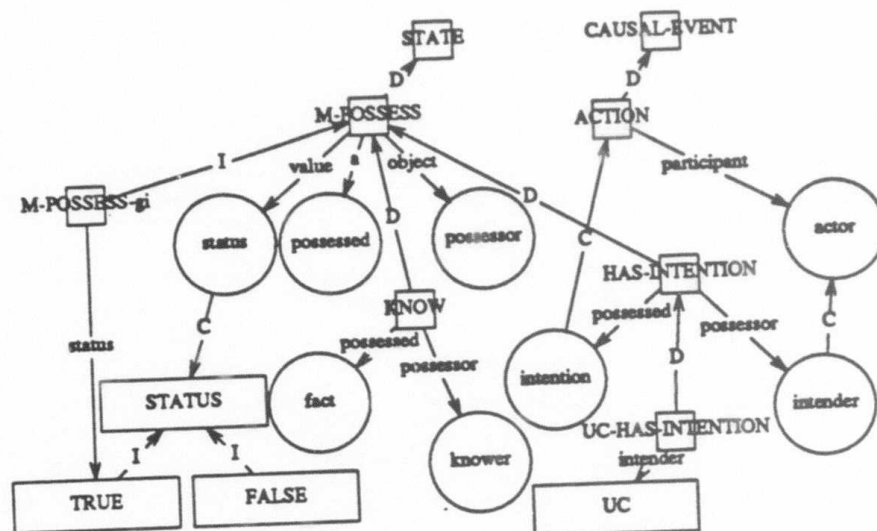 STATE
CAUSAL-EVENT
D
D
M-POSSESS
ACTION
I
value
a
object
participant
M-POSSESS-gi
D
D
status
possessed
possessor
C
actor
HAS-INTENTION
KNOW
possessed
possessor
C
C
status
possessed
possessor
D
STATUS
fact
intention
intender
UC-HAS-INTENTION
I
I
knower
intender
TRUE
FALSE
UC